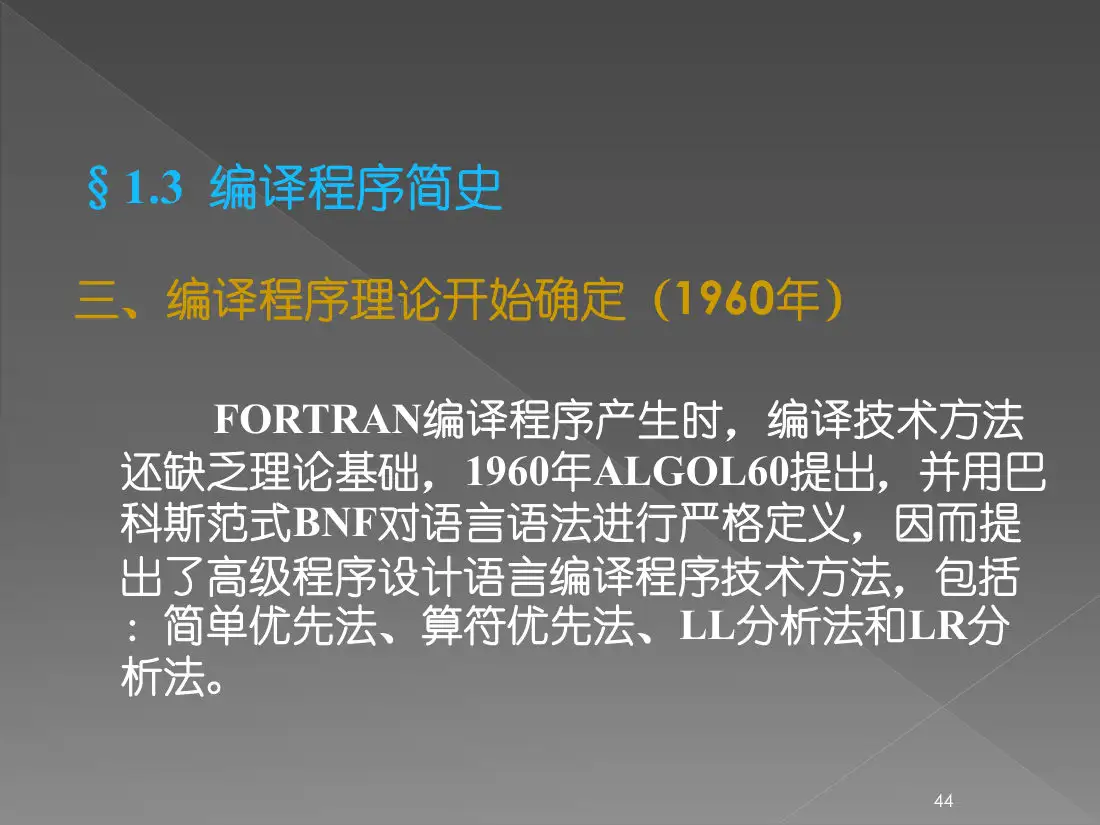 §1.3 编译程序简史
三、编译程序理论开始确定（1960年）
FORTRAN编译程序产生时，编译技术方法
还缺乏理论基础，1960年ALGOL60提出，并用巴
科斯范式BNF对语言语法进行严格定义，因而提
出了高级程序设计语言编译程序技术方法，包括
：简单优先法、算符优先法、LL分析法和LR分
析法。
44